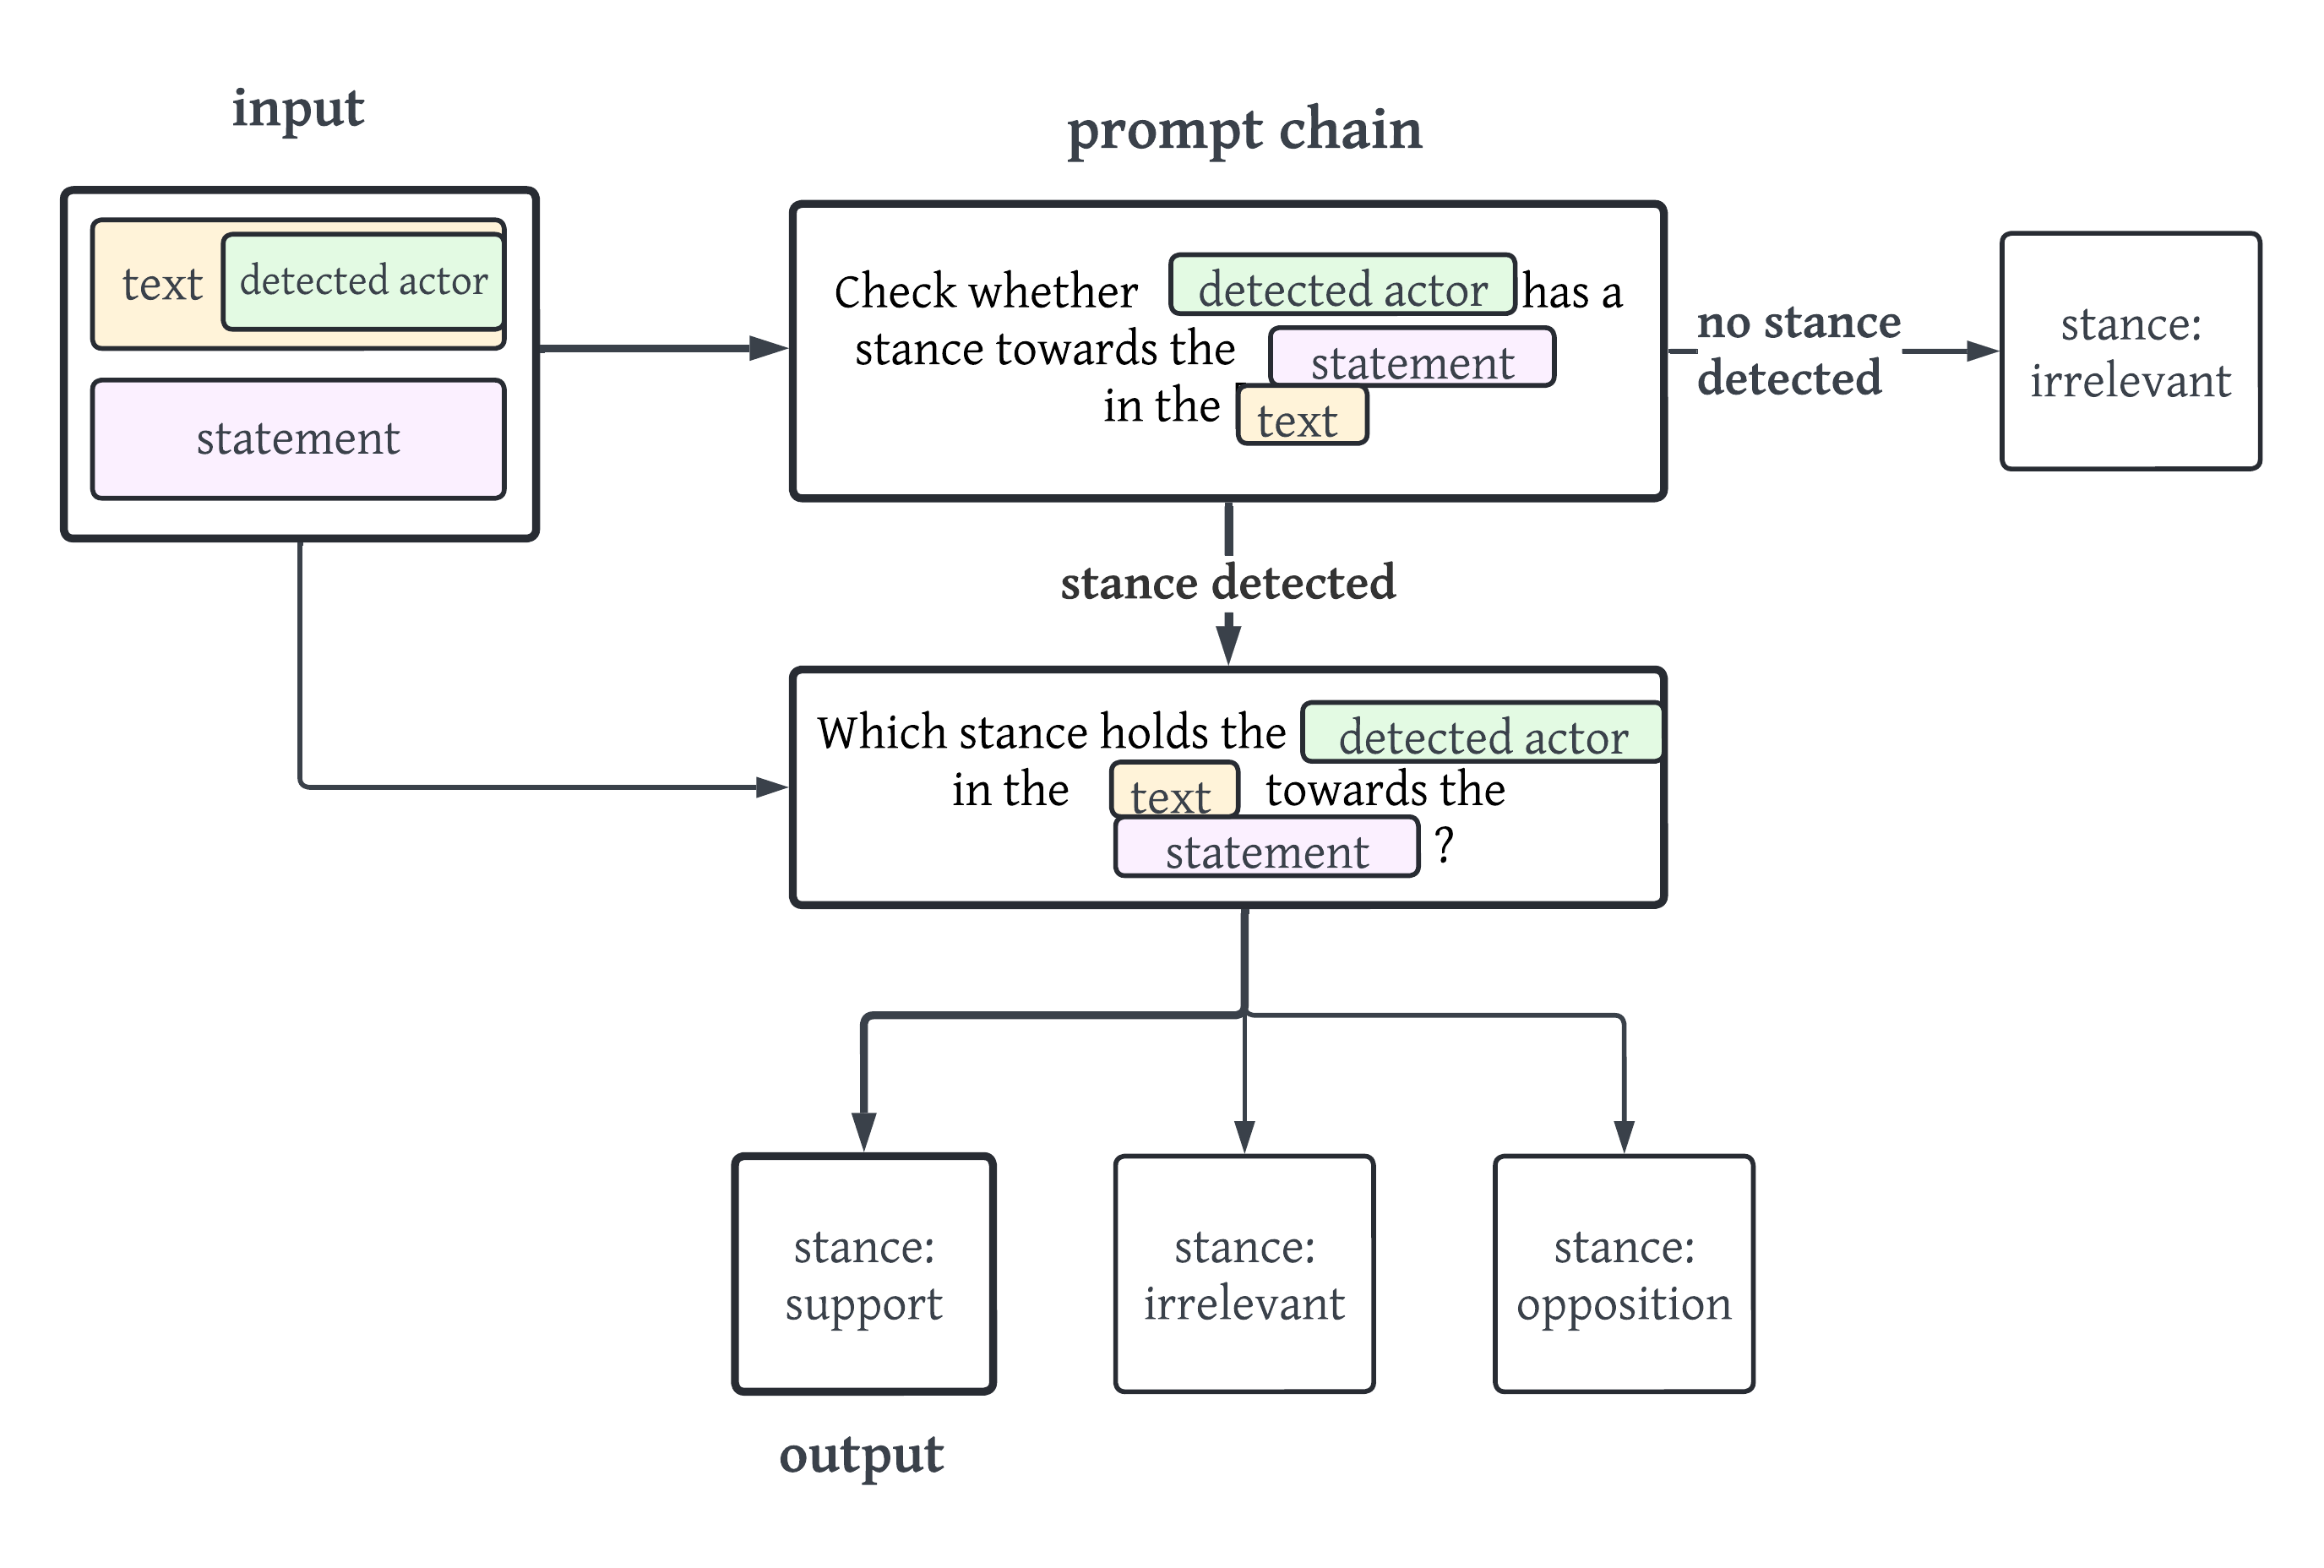 input
text detected actor
statement
prompt chain
Check whether detected actor has a
stance towards the statement
in the text
no stance
detected
stance:
irrelevant
stance detected
Which stance holds the detected actor
in the text towards the
statement ?
stance:
support
stance:
irrelevant
stance:
opposition
output